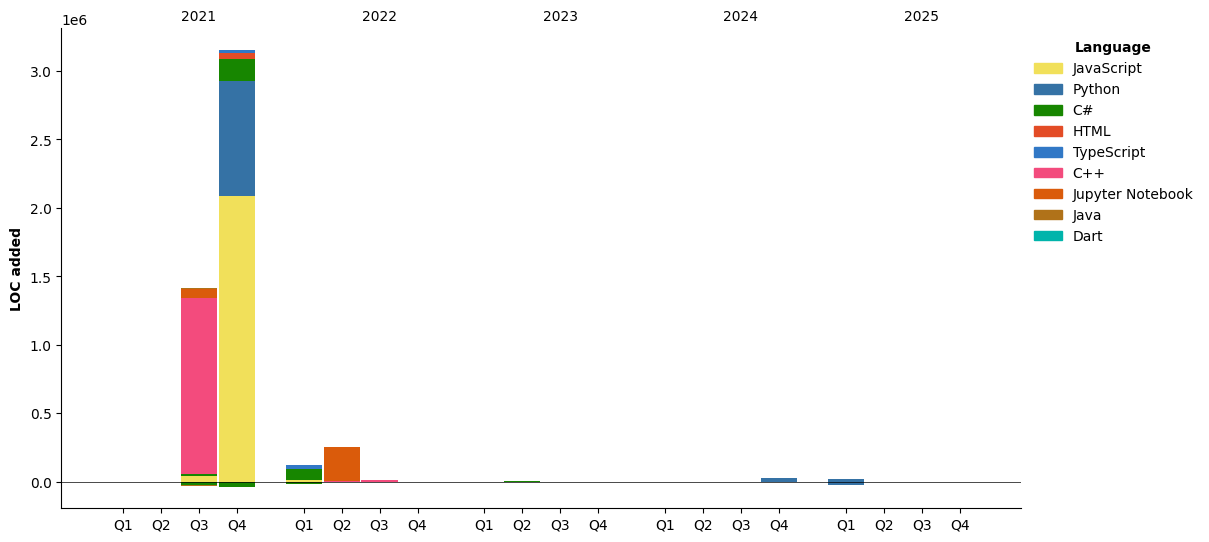 1e6
2021 2022 2023 2024 2025
LOC added
3.0
2.5
2.0
1.5
1.0
0.5
0.0
Q1 Q2 Q3 Q4 Q1 Q2 Q3 Q4 Q1 Q2 Q3 Q4 Q1 Q2 Q3 Q4 Q1 Q2 Q3 Q4
Language
JavaScript
Python
C#
HTML
TypeScript
C++
Jupyter Notebook
Java
Dart